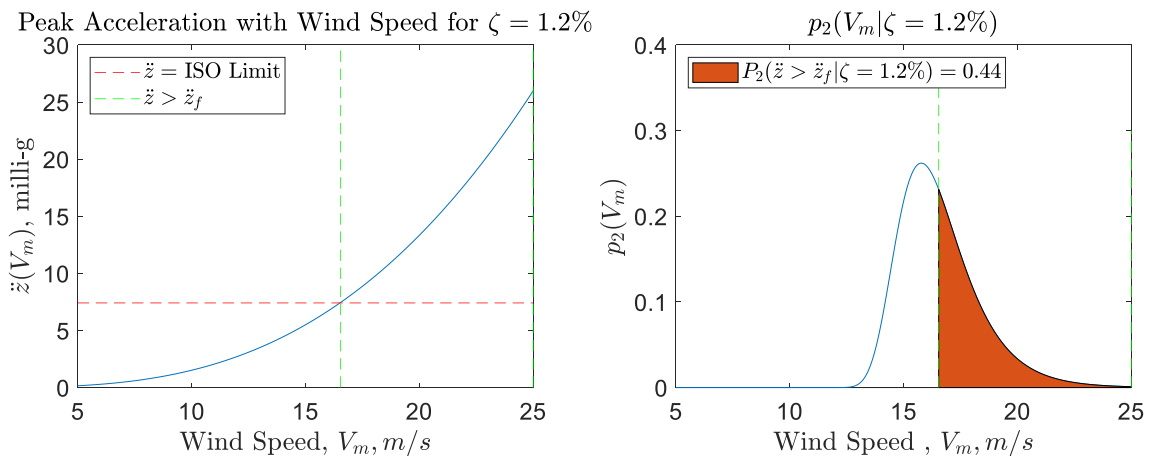 Peak Acceleration with Wind Speed for ζ = 1.2%
z̈(V_m), milli-g
30
25
20
15
10
5
0
z̈ = ISO Limit
z̈ > z̈_f
5
10
15
20
25
Wind Speed, V_m, m/s
p_2(V_m|ζ = 1.2%)
p_2(V_m)
0.4
0.3
0.2
0.1
0
P_2(z̈ > z̈_f|ζ = 1.2%) = 0.44
5
10
15
20
25
Wind Speed , V_m, m/s